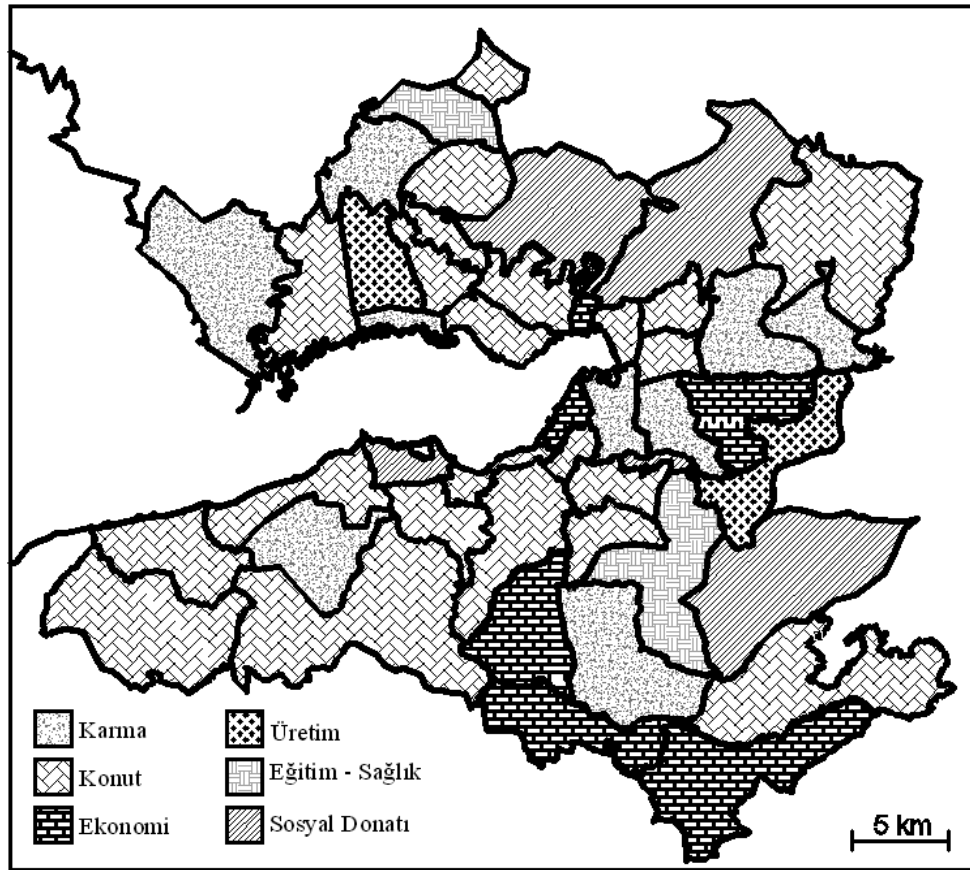 Karma
Konut
Ekonomi
Üretim
Eğitim - Sağlık
Sosyal Donatı
5 km